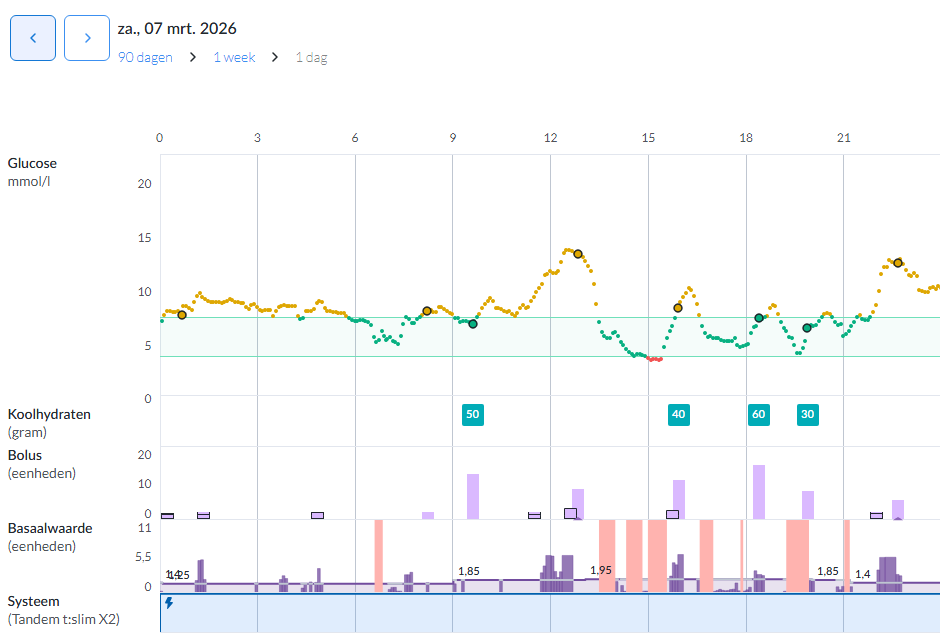 za., 07 mrt. 2026
90 dagen > 1 week > 1 dag
0 3 6 9 12 15 18 21
Glucose
mmol/l
20
15
10
5
0
Koolhydraten
(gram)
50 40 60 30
Bolus
(eenheden)
20
10
0
Basaalwaarde
(eenheden)
11
5,5
0
1,85 1,95 1,85 1,4
Systeem
(Tandem t:slim X2)